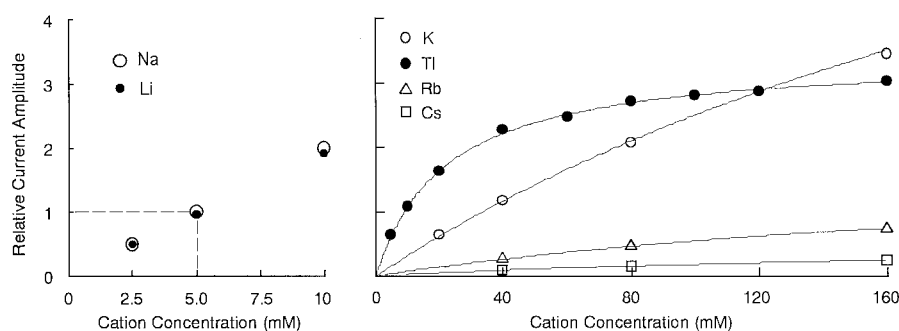 Relative Current Amplitude
4
3
2
1
0
Na
Li
0 2.5 5.0 7.5 10
Cation Concentration (mM)
K
Tl
Rb
Cs
0 40 80 120 160
Cation Concentration (mM)